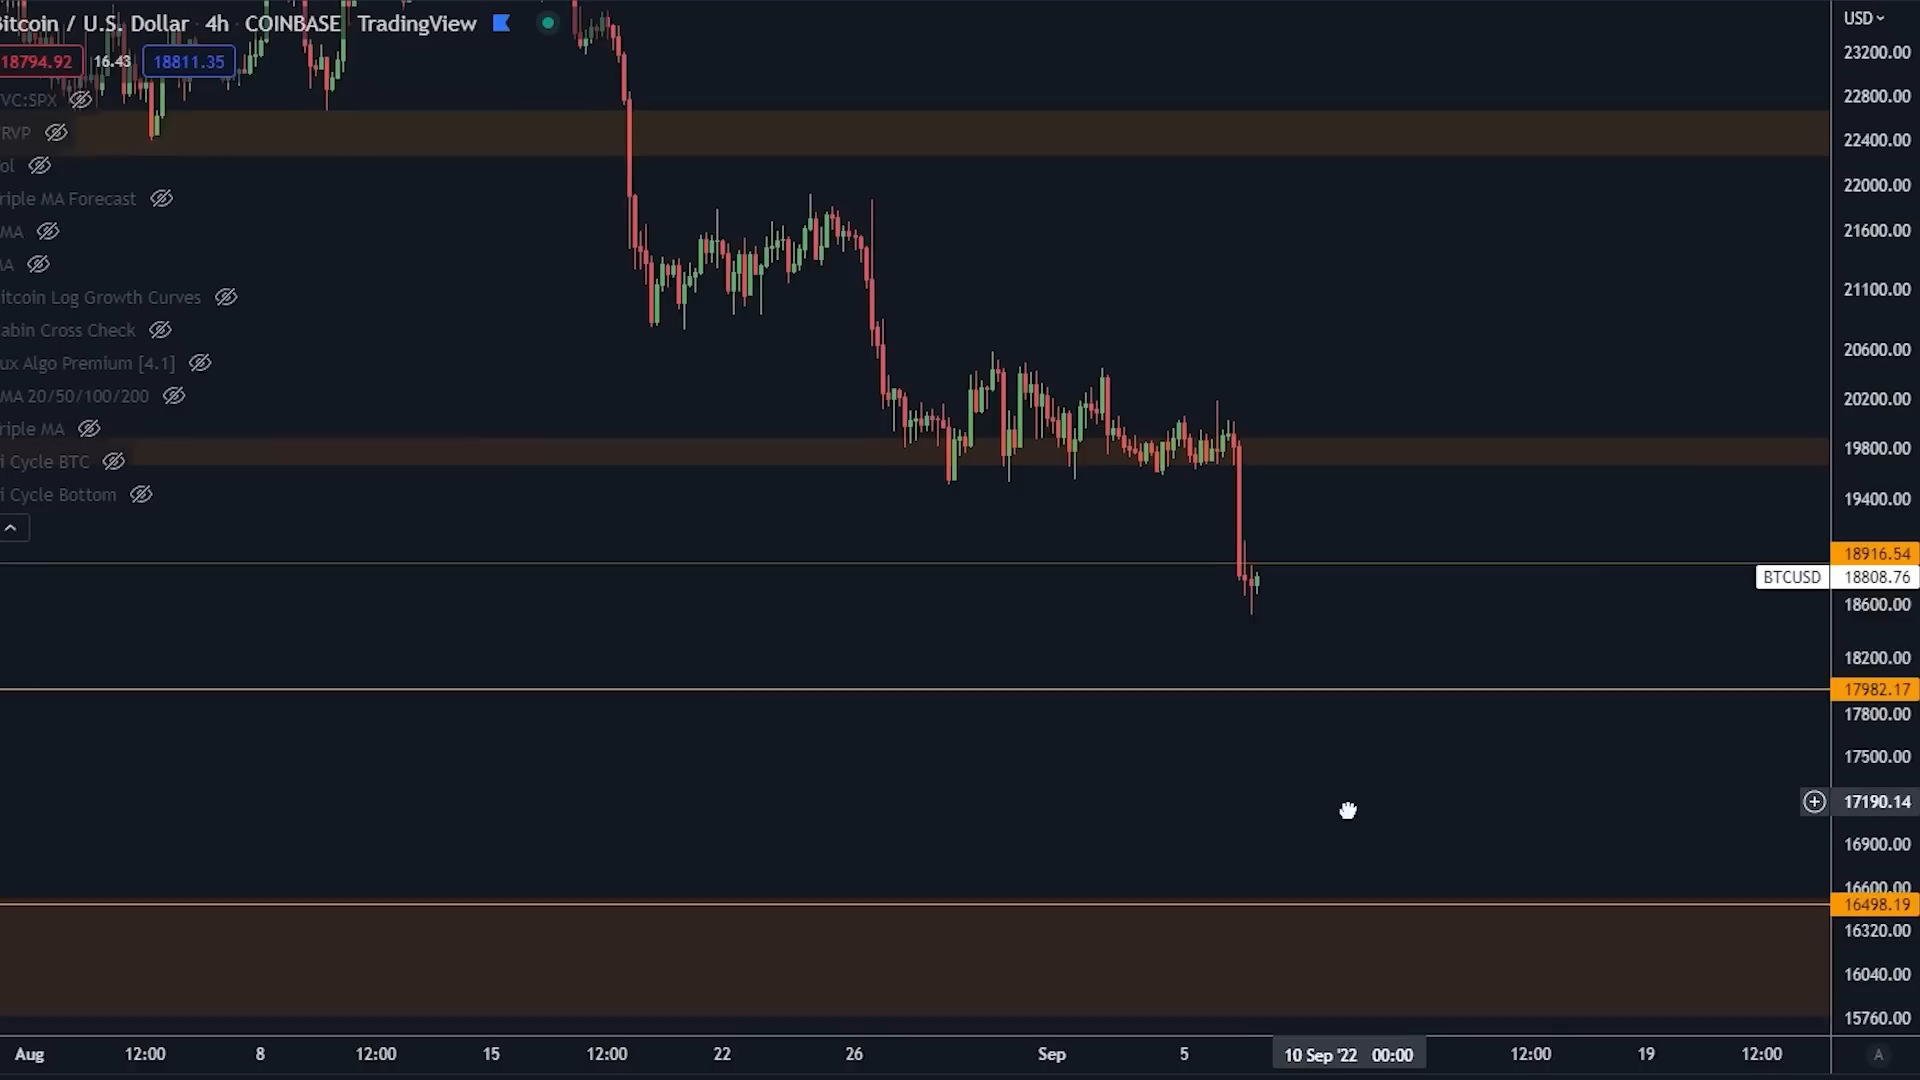 Bitcoin / U.S. Dollar 4h COINBASE TradingView
18794.92 16.43 18811.35
VC:SPX
RVP
ol
riple MA Forecast
MA
IA
itcoin Log Growth Curves
abin Cross Check
ux Algo Premium [4.1]
MA 20/50/100/200
riple MA
i Cycle BTC
i Cycle Bottom
USD
23200.00
22800.00
22400.00
22000.00
21600.00
21100.00
20600.00
20200.00
19800.00
19400.00
18916.54
BTCUSD 18808.76
18600.00
18200.00
17982.17
17800.00
17500.00
17190.14
16900.00
16600.00
16498.19
16320.00
16040.00
15760.00
Aug 12:00 8 12:00 15 12:00 22 26 Sep 5 10 Sep '22 00:00 12:00 19 12:00 A